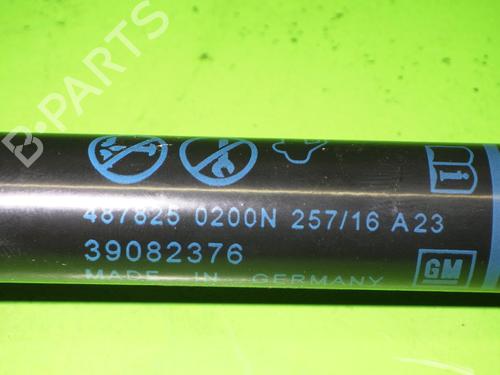 B-PARTS
487825 0200N 257/16 A23
39082376
MADE IN GERMANY
GM